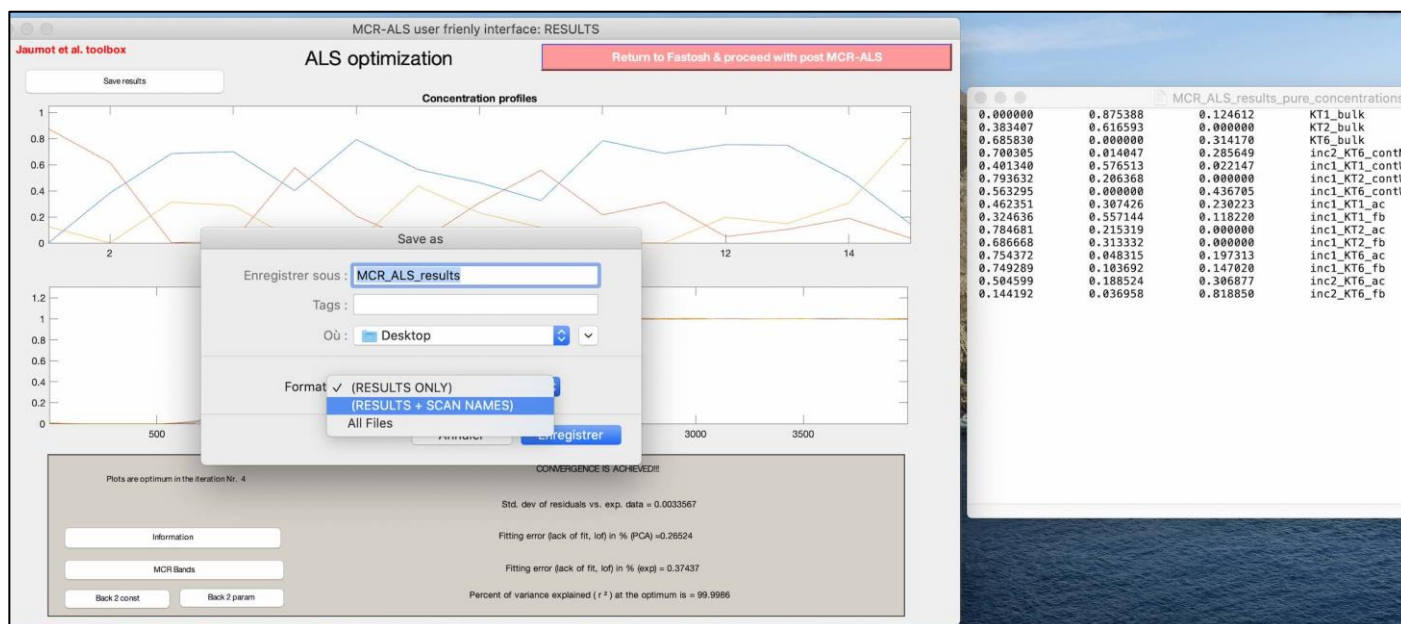 MCR-ALS user frienly interface: RESULTS
Jaumot et al. toolbox
ALS optimization
Return to Fastosh & proceed with post MCR-ALS
Save results
Concentration profiles
1
0.8
0.6
0.4
0.2
0
2
12
14
Save as
Enregistrer sous :
MCR_ALS_results
Tags :
Où :
Desktop
Format
✓ (RESULTS ONLY)
(RESULTS + SCAN NAMES)
All Files
Enregistrer
1.2
1
0.8
0.6
0.4
0.2
0
500
3000
3500
Plots are optimum in the iteration Nr. 4
CONVERGENCE IS ACHIEVED!!!
Std. dev of residuals vs. exp. data = 0.0033567
Information
Fitting error (lack of fit, lof) in % (PCA) =0.26524
MCR Bands
Fitting error (lack of fit, lof) in % (exp) = 0.37437
Back 2 const
Back 2 param
Percent of variance explained ( r ² ) at the optimum is = 99.9986
MCR_ALS_results_pure_concentrations
0.000000 0.875388 0.124612 KT1_bulk
0.383407 0.616593 0.000000 KT2_bulk
0.685830 0.000000 0.314170 KT6_bulk
0.700305 0.014047 0.285649 inc2_KT6_cont
0.401340 0.576513 0.022147 inc1_KT1_cont
0.793632 0.206368 0.000000 inc1_KT2_cont
0.563295 0.000000 0.436705 inc1_KT6_cont
0.462351 0.307426 0.230223 inc1_KT1_ac
0.324636 0.557144 0.118220 inc1_KT1_fb
0.784681 0.215319 0.000000 inc1_KT2_ac
0.686668 0.313332 0.000000 inc1_KT2_fb
0.754372 0.048315 0.197313 inc1_KT6_ac
0.749289 0.103692 0.147020 inc1_KT6_fb
0.504599 0.188524 0.306877 inc2_KT6_ac
0.144192 0.036958 0.818850 inc2_KT6_fb